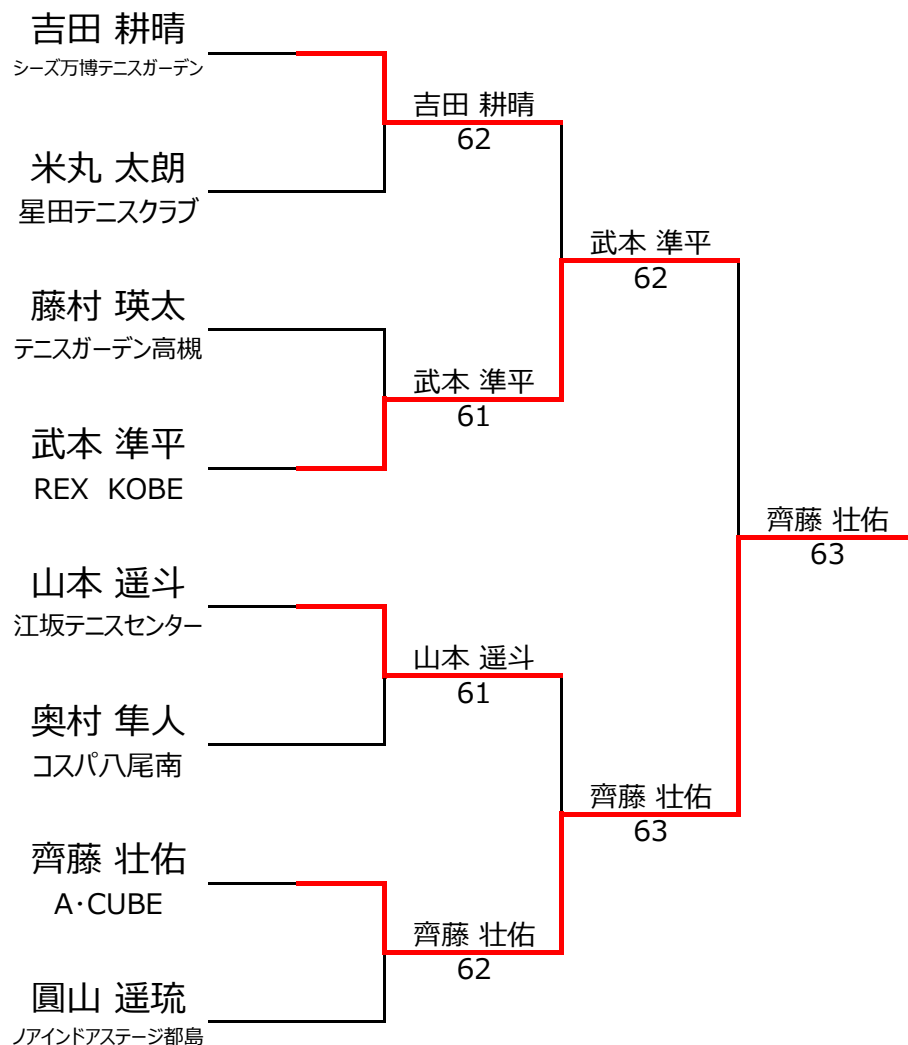 吉田 耕晴
シーズ万博テニスガーデン
吉田 耕晴
62
米丸 太朗
星田テニスクラブ
武本 準平
62
藤村 瑛太
テニスガーデン高槻
武本 準平
61
武本 準平
REX KOBE
齊藤 壮佑
63
山本 遥斗
江坂テニスセンター
山本 遥斗
61
奥村 隼人
コスパ八尾南
齊藤 壮佑
63
齊藤 壮佑
A・CUBE
齊藤 壮佑
62
圓山 遥琉
ノアインドアステージ都島